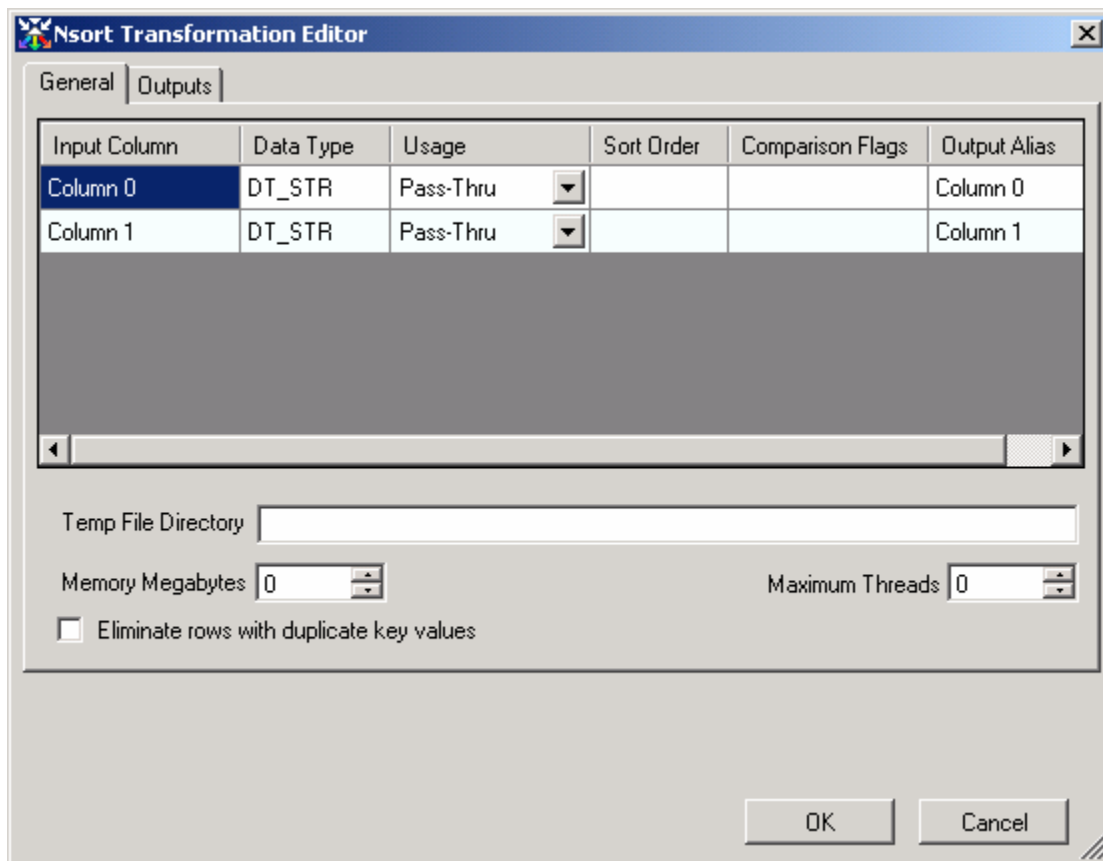 Nsort Transformation Editor
General Outputs
Input Column Data Type Usage Sort Order Comparison Flags Output Alias
Column 0 DT_STR Pass-Thru Column 0
Column 1 DT_STR Pass-Thru Column 1
Temp File Directory
Memory Megabytes 0 Maximum Threads 0
Eliminate rows with duplicate key values
OK Cancel